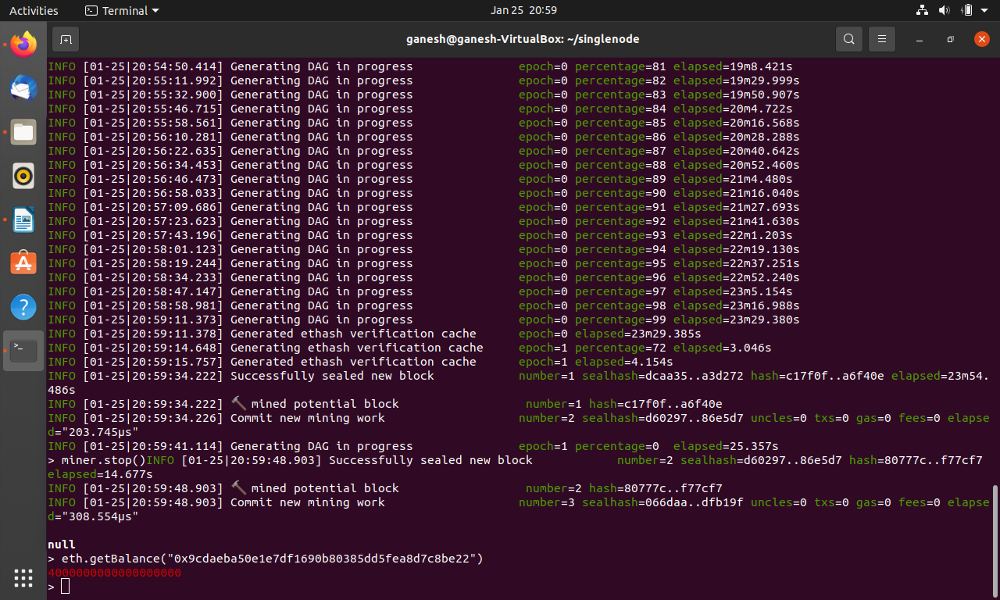 Activities Terminal Jan 25 20:59
ganesh@ganesh-VirtualBox: ~/singlenode
INFO [01-25|20:54:50.414] Generating DAG in progress epoch=0 percentage=81 elapsed=19m8.421s
INFO [01-25|20:55:11.992] Generating DAG in progress epoch=0 percentage=82 elapsed=19m29.999s
INFO [01-25|20:55:32.900] Generating DAG in progress epoch=0 percentage=83 elapsed=19m50.907s
INFO [01-25|20:55:46.715] Generating DAG in progress epoch=0 percentage=84 elapsed=20m4.722s
INFO [01-25|20:55:58.561] Generating DAG in progress epoch=0 percentage=85 elapsed=20m16.568s
INFO [01-25|20:56:10.281] Generating DAG in progress epoch=0 percentage=86 elapsed=20m28.288s
INFO [01-25|20:56:22.635] Generating DAG in progress epoch=0 percentage=87 elapsed=20m40.642s
INFO [01-25|20:56:34.453] Generating DAG in progress epoch=0 percentage=88 elapsed=20m52.460s
INFO [01-25|20:56:46.473] Generating DAG in progress epoch=0 percentage=89 elapsed=21m4.480s
INFO [01-25|20:56:58.033] Generating DAG in progress epoch=0 percentage=90 elapsed=21m16.040s
INFO [01-25|20:57:09.686] Generating DAG in progress epoch=0 percentage=91 elapsed=21m27.693s
INFO [01-25|20:57:23.623] Generating DAG in progress epoch=0 percentage=92 elapsed=21m41.630s
INFO [01-25|20:57:43.196] Generating DAG in progress epoch=0 percentage=93 elapsed=22m1.203s
INFO [01-25|20:58:01.123] Generating DAG in progress epoch=0 percentage=94 elapsed=22m19.130s
INFO [01-25|20:58:19.244] Generating DAG in progress epoch=0 percentage=95 elapsed=22m37.251s
INFO [01-25|20:58:34.233] Generating DAG in progress epoch=0 percentage=96 elapsed=22m52.240s
INFO [01-25|20:58:47.147] Generating DAG in progress epoch=0 percentage=97 elapsed=23m5.154s
INFO [01-25|20:58:58.981] Generating DAG in progress epoch=0 percentage=98 elapsed=23m16.988s
INFO [01-25|20:59:11.373] Generating DAG in progress epoch=0 percentage=99 elapsed=23m29.380s
INFO [01-25|20:59:11.378] Generated ethash verification cache epoch=0 elapsed=23m29.385s
INFO [01-25|20:59:14.648] Generating ethash verification cache epoch=1 percentage=72 elapsed=3.046s
INFO [01-25|20:59:15.757] Generated ethash verification cache epoch=1 elapsed=4.154s
INFO [01-25|20:59:34.222] Successfully sealed new block number=1 sealhash=dcaa35..a3d272 hash=c17f0f..a6f40e elapsed=23m54.
486s
INFO [01-25|20:59:34.222] 🔨 mined potential block number=1 hash=c17f0f..a6f40e
INFO [01-25|20:59:34.226] Commit new mining work number=2 sealhash=d60297..86e5d7 uncles=0 txs=0 gas=0 fees=0 elapse
d="203.745µs"
INFO [01-25|20:59:41.114] Generating DAG in progress epoch=1 percentage=0 elapsed=25.357s
> miner.stop()INFO [01-25|20:59:48.903] Successfully sealed new block number=2 sealhash=d60297..86e5d7 hash=80777c..f77cf7
elapsed=14.677s
INFO [01-25|20:59:48.903] 🔨 mined potential block number=2 hash=80777c..f77cf7
INFO [01-25|20:59:48.903] Commit new mining work number=3 sealhash=066daa..dfb19f uncles=0 txs=0 gas=0 fees=0 elapse
d="308.554µs"
null
> eth.getBalance("0x9cdaeba50e1e7df1690b80385dd5fea8d7c8be22")
4000000000000000000
>